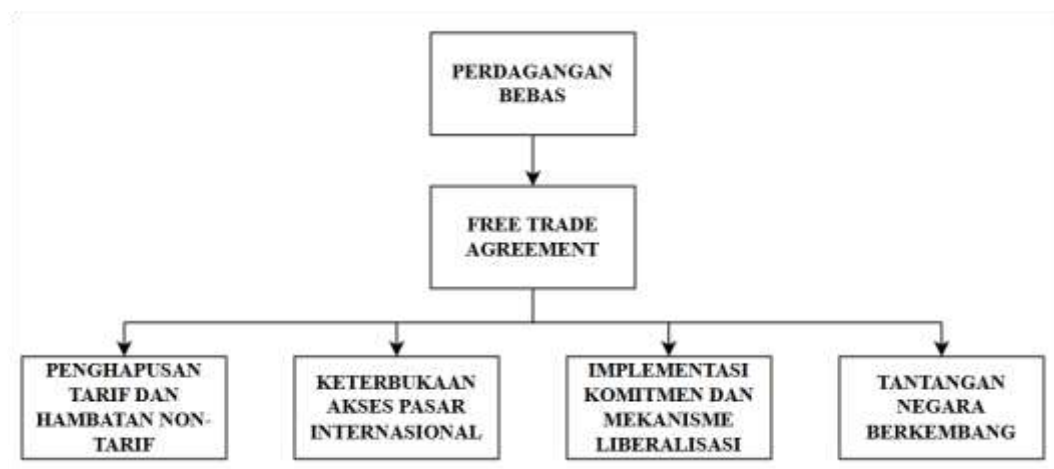 PERDAGANGAN
BEBAS
FREE TRADE
AGREEMENT
PENGHAPUSAN
TARIF DAN
HAMBATAN NON-
TARIF
KETERBUKAAN
AKSES PASAR
INTERNASIONAL
IMPLEMENTASI
KOMITMEN DAN
MEKANISME
LIBERALISASI
TANTANGAN
NEGARA
BERKEMBANG